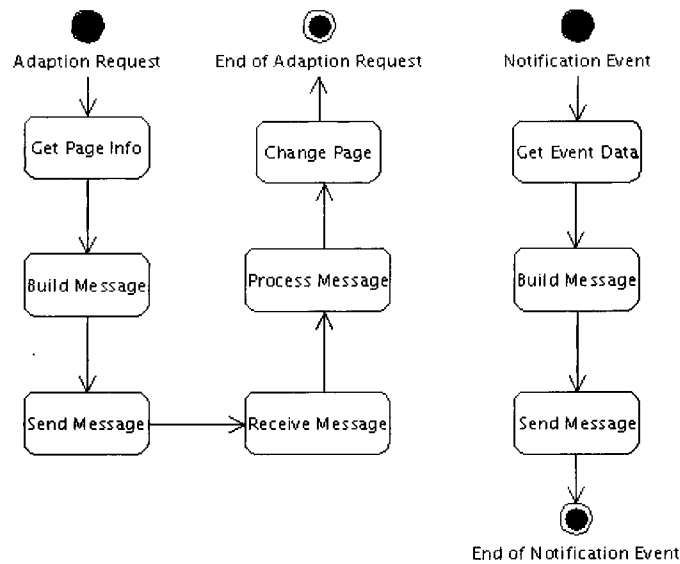 Adaption Request
End of Adaption Request
Notification Event
Get Page Info
Change Page
Get Event Data
Build Message
Process Message
Build Message
Send Message
Receive Message
Send Message
End of Notification Event